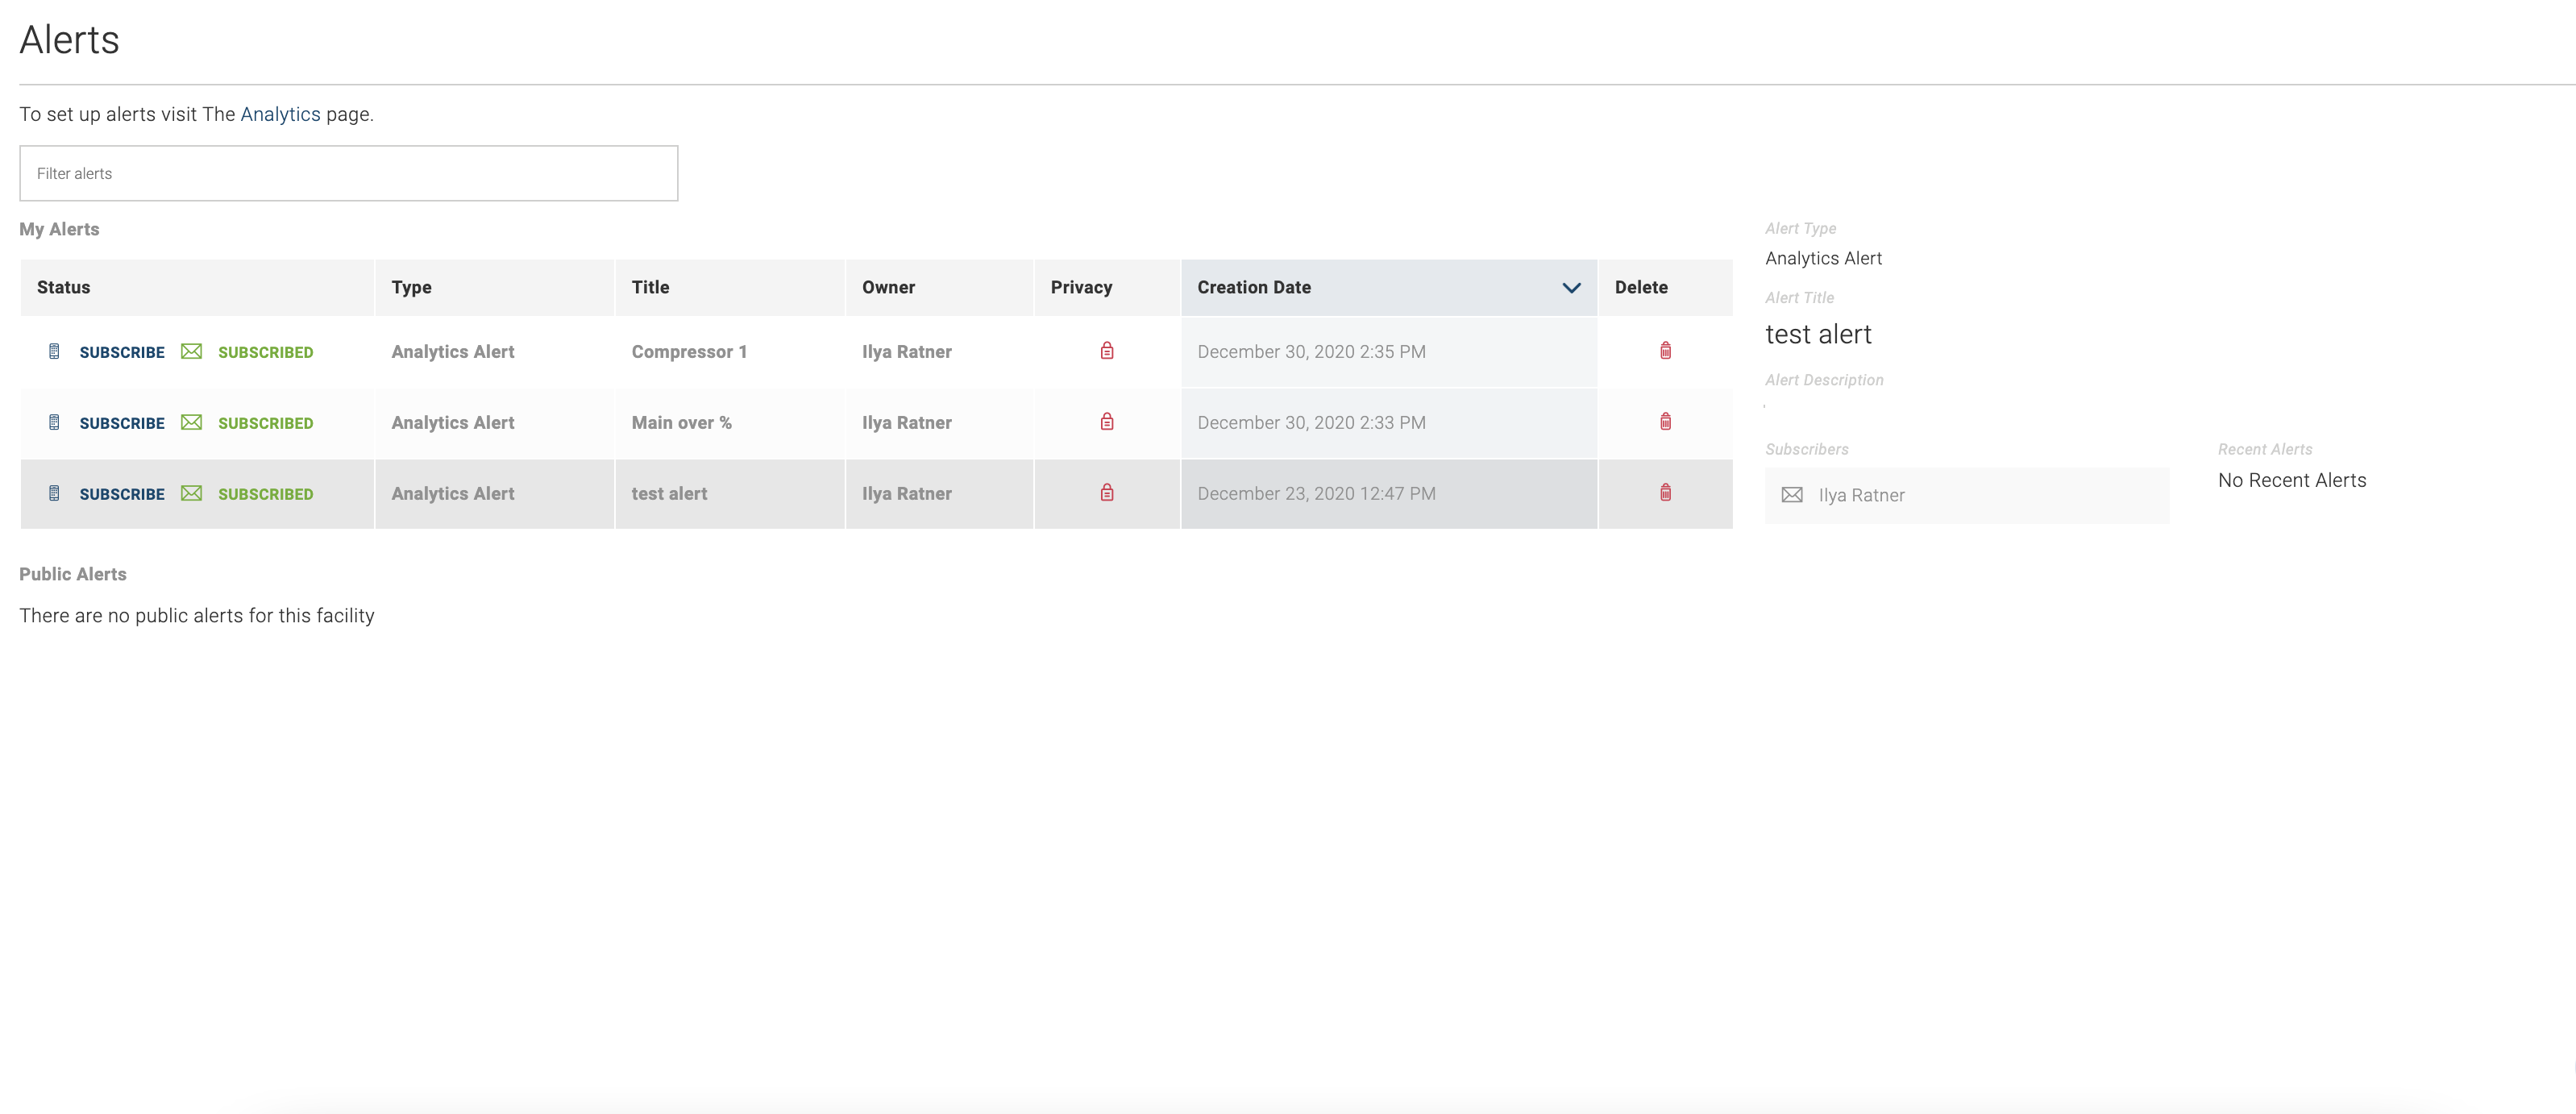 Alerts
To set up alerts visit The Analytics page.
Filter alerts
My Alerts
Status Type Title Owner Privacy Creation Date Delete
SUBSCRIBE SUBSCRIBED Analytics Alert Compressor 1 Ilya Ratner December 30, 2020 2:35 PM
SUBSCRIBE SUBSCRIBED Analytics Alert Main over % Ilya Ratner December 30, 2020 2:33 PM
SUBSCRIBE SUBSCRIBED Analytics Alert test alert Ilya Ratner December 23, 2020 12:47 PM
Public Alerts
There are no public alerts for this facility
Alert Type
Analytics Alert
Alert Title
test alert
Alert Description
Subscribers
Ilya Ratner
Recent Alerts
No Recent Alerts